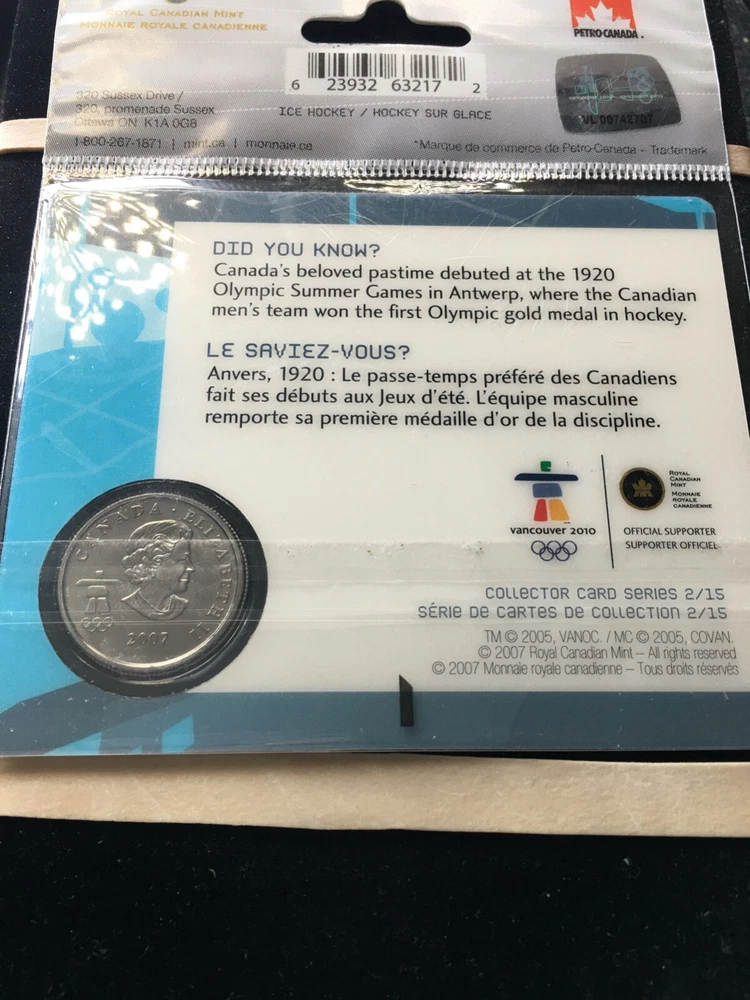 ROYAL CANADIAN MINT
MONNAIE ROYALE CANADIENNE
PETRO-CANADA
6 23932 63217 2
320 Sussex Drive /
320, promenade Sussex
Ottawa ON K1A 0G8
1-800-267-1871 | mint.ca | monnaie.ca
ICE HOCKEY / HOCKEY SUR GLACE
VL00742707
*Marque de commerce de Petro-Canada - Trademark
DID YOU KNOW?
Canada's beloved pastime debuted at the 1920
Olympic Summer Games in Antwerp, where the Canadian
men's team won the first Olympic gold medal in hockey.
LE SAVIEZ-VOUS?
Anvers, 1920 : Le passe-temps préféré des Canadiens
fait ses débuts aux Jeux d'été. L'équipe masculine
remporte sa première médaille d'or de la discipline.
vancouver 2010
ROYAL
CANADIAN
MINT
MONNAIE
ROYALE
CANADIENNE
OFFICIAL SUPPORTER
SUPPORTER OFFICIEL
CANADA · ELIZABETH II
2007
COLLECTOR CARD SERIES 2/15
SÉRIE DE CARTES DE COLLECTION 2/15
TM © 2005, VANOC. / MC © 2005, COVAN.
© 2007 Royal Canadian Mint – All rights reserved
© 2007 Monnaie royale canadienne – Tous droits réservés